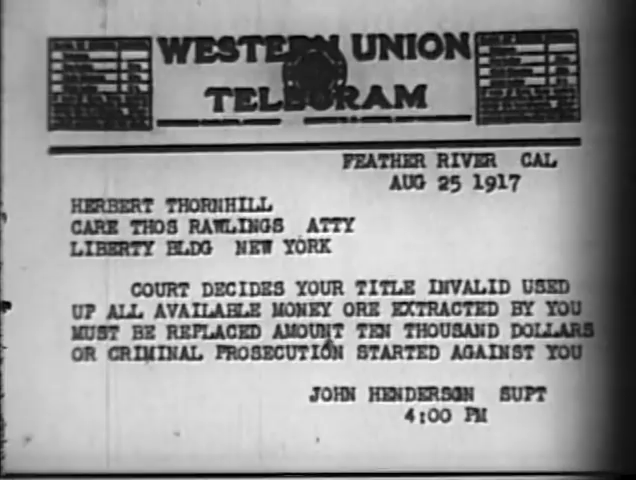 WESTERN UNION
TELEGRAM
FEATHER RIVER CAL
AUG 25 1917
HERBERT THORNHILL
CARE THOS RAWLINGS ATTY
LIBERTY BLDG NEW YORK
COURT DECIDES YOUR TITLE INVALID USED
UP ALL AVAILABLE MONEY ORE EXTRACTED BY YOU
MUST BE REPLACED AMOUNT TEN THOUSAND DOLLARS
OR CRIMINAL PROSECUTION STARTED AGAINST YOU
JOHN HENDERSON SUPT
4:00 PM